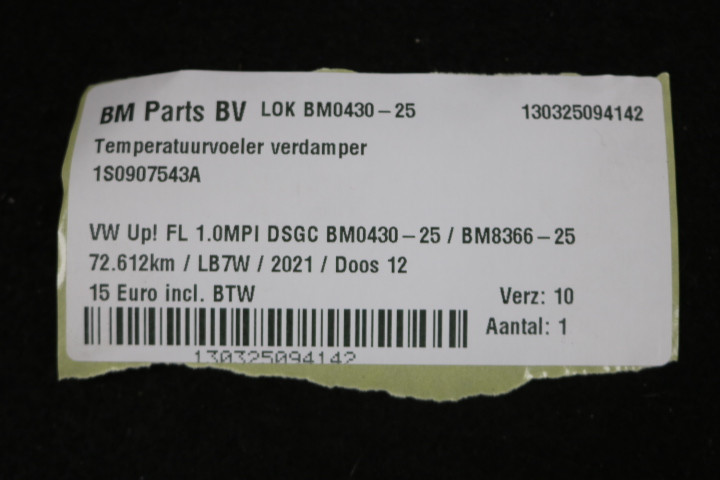 BM Parts BV LOK BM0430-25 130325094142
Temperatuurvoeler verdamper
1S0907543A
VW Up! FL 1.0MPI DSGC BM0430-25 / BM8366-25
72.612km / LB7W / 2021 / Doos 12
15 Euro incl. BTW Verz: 10
Aantal: 1
130325094142